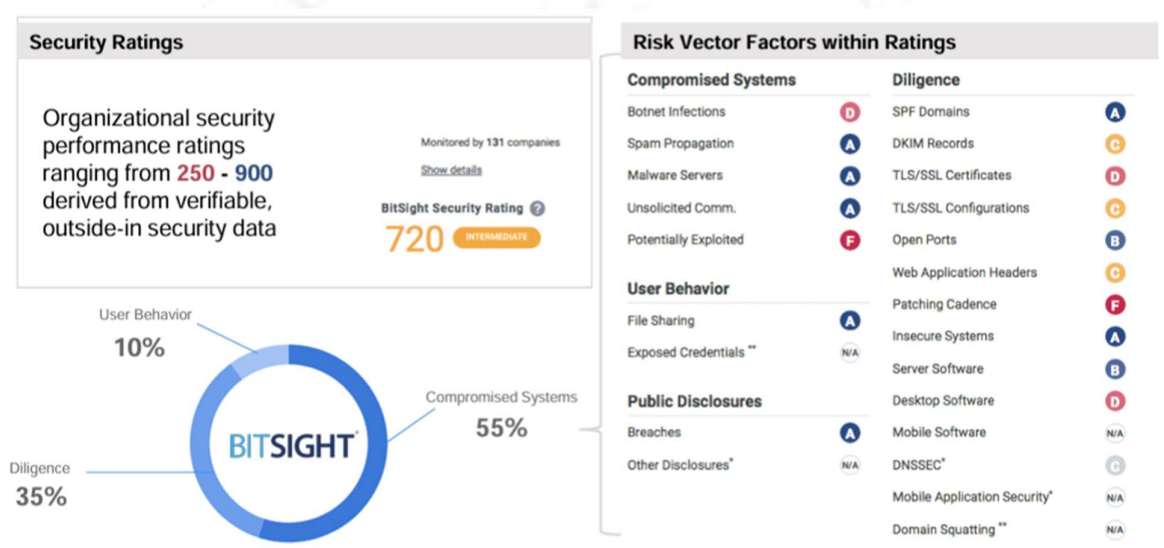 Security Ratings
Organizational security
performance ratings
ranging from 250 - 900
derived from verifiable,
outside-in security data
Monitored by 131 companies
Show details
BitSight Security Rating ?
720 INTERMEDIATE
User Behavior
10%
Compromised Systems
55%
Diligence
35%
BITSIGHT
Risk Vector Factors within Ratings
Compromised Systems
Botnet Infections D
Spam Propagation A
Malware Servers A
Unsolicited Comm. A
Potentially Exploited F
User Behavior
File Sharing A
Exposed Credentials ** N/A
Public Disclosures
Breaches A
Other Disclosures* N/A
Diligence
SPF Domains A
DKIM Records C
TLS/SSL Certificates D
TLS/SSL Configurations C
Open Ports B
Web Application Headers C
Patching Cadence F
Insecure Systems A
Server Software B
Desktop Software D
Mobile Software N/A
DNSSEC* C
Mobile Application Security* N/A
Domain Squatting ** N/A